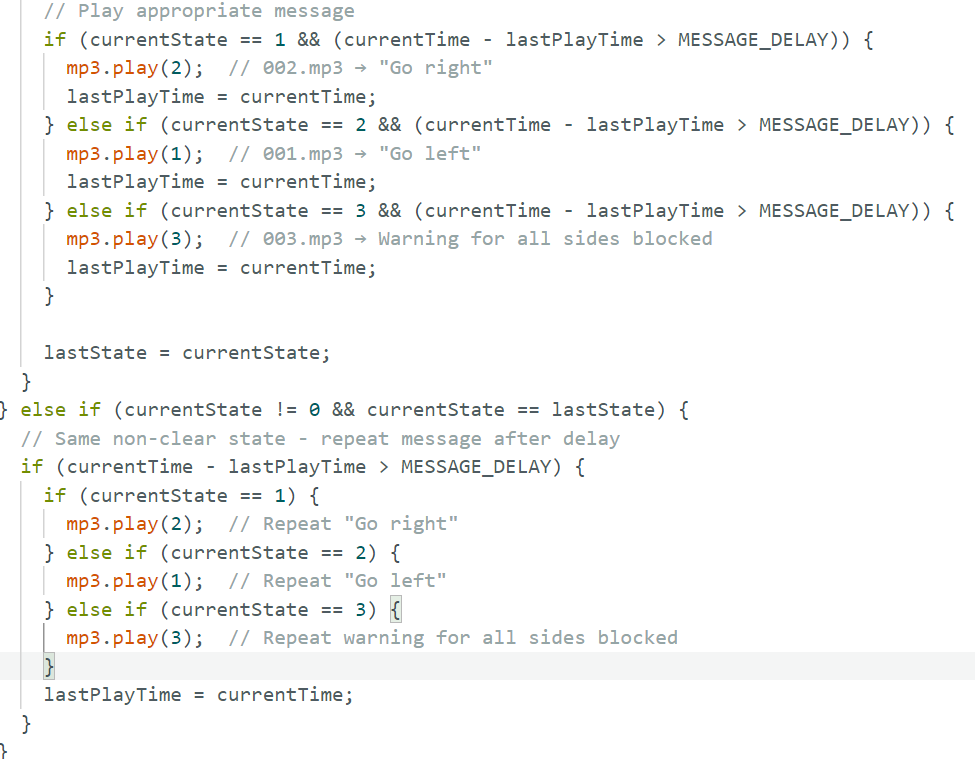 // Play appropriate message
if (currentState == 1 && (currentTime - lastPlayTime > MESSAGE_DELAY)) {
mp3.play(2);  // 002.mp3 → "Go right"
lastPlayTime = currentTime;
} else if (currentState == 2 && (currentTime - lastPlayTime > MESSAGE_DELAY)) {
mp3.play(1);  // 001.mp3 → "Go left"
lastPlayTime = currentTime;
} else if (currentState == 3 && (currentTime - lastPlayTime > MESSAGE_DELAY)) {
mp3.play(3);  // 003.mp3 → Warning for all sides blocked
lastPlayTime = currentTime;
}
lastState = currentState;
}
} else if (currentState != 0 && currentState == lastState) {
// Same non-clear state - repeat message after delay
if (currentTime - lastPlayTime > MESSAGE_DELAY) {
if (currentState == 1) {
mp3.play(2);  // Repeat "Go right"
} else if (currentState == 2) {
mp3.play(1);  // Repeat "Go left"
} else if (currentState == 3) {
mp3.play(3);  // Repeat warning for all sides blocked
}
lastPlayTime = currentTime;
}
}